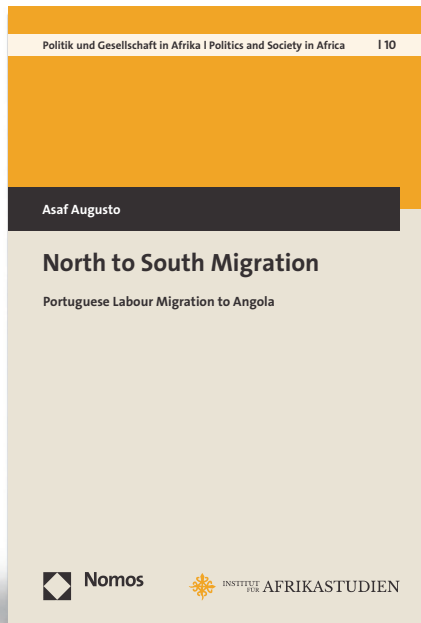 Politik und Gesellschaft in Afrika I Politics and Society in Africa | 10
Asaf Augusto
North to South Migration
Portuguese Labour Migration to Angola
Nomos
INSTITUT FÜR AFRIKASTUDIEN